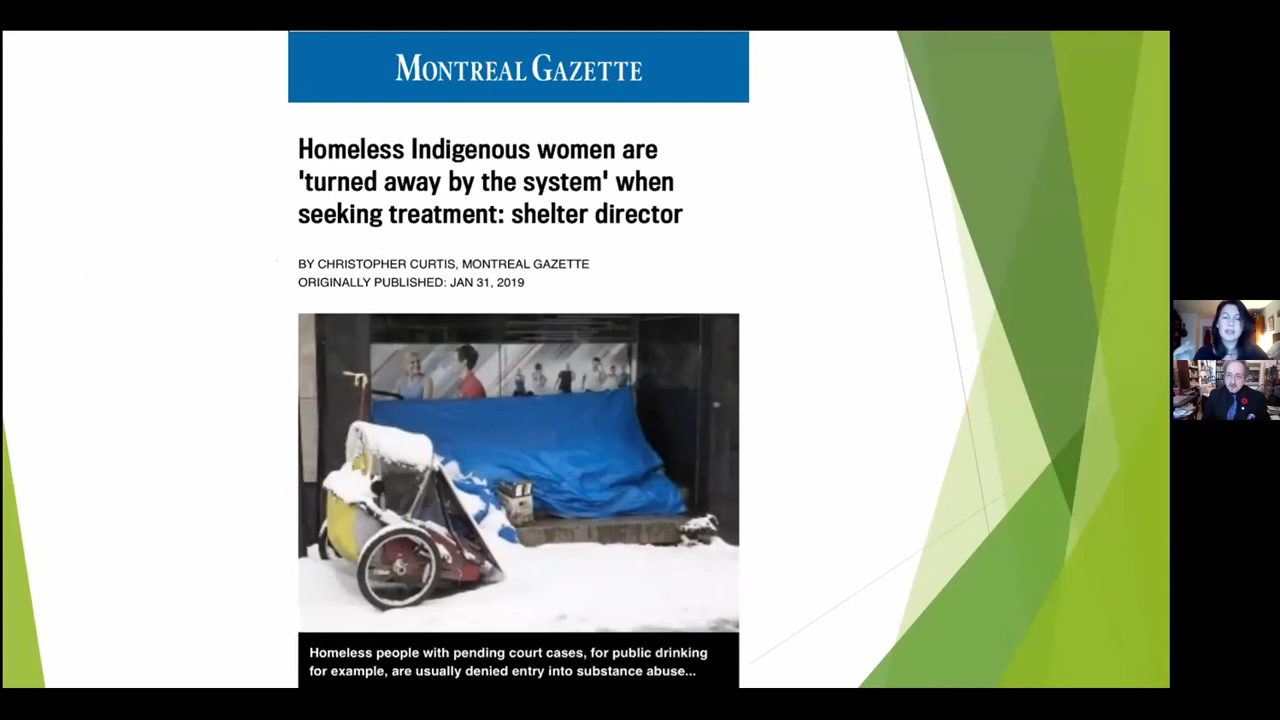 MONTREAL GAZETTE
Homeless Indigenous women are
'turned away by the system' when
seeking treatment: shelter director
BY CHRISTOPHER CURTIS, MONTREAL GAZETTE
ORIGINALLY PUBLISHED: JAN 31, 2019
Homeless people with pending court cases, for public drinking
for example, are usually denied entry into substance abuse...